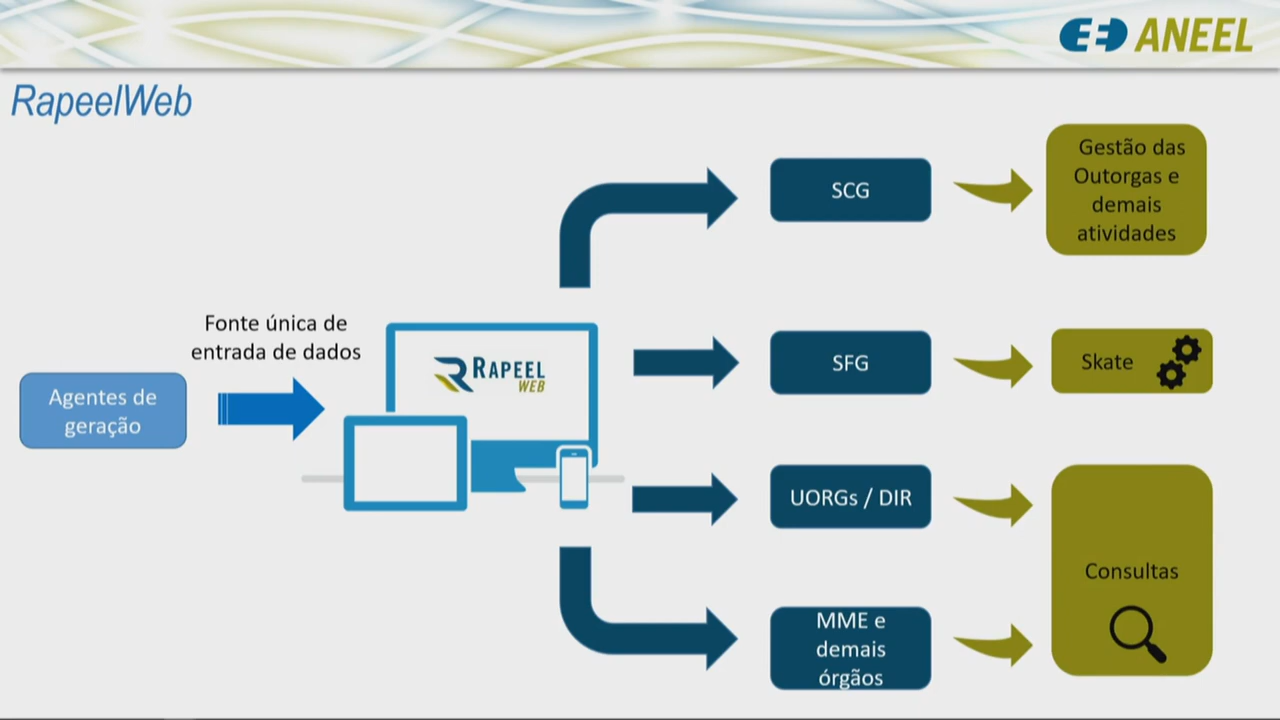 ANEEL
RapeelWeb
Gestão das
Outorgas e
demais
atividades
SCG
Fonte única de
entrada de dados
Agentes de
geração
RAPEEL
WEB
SFG
Skate
UORGs / DIR
Consultas
MME e
demais
órgãos